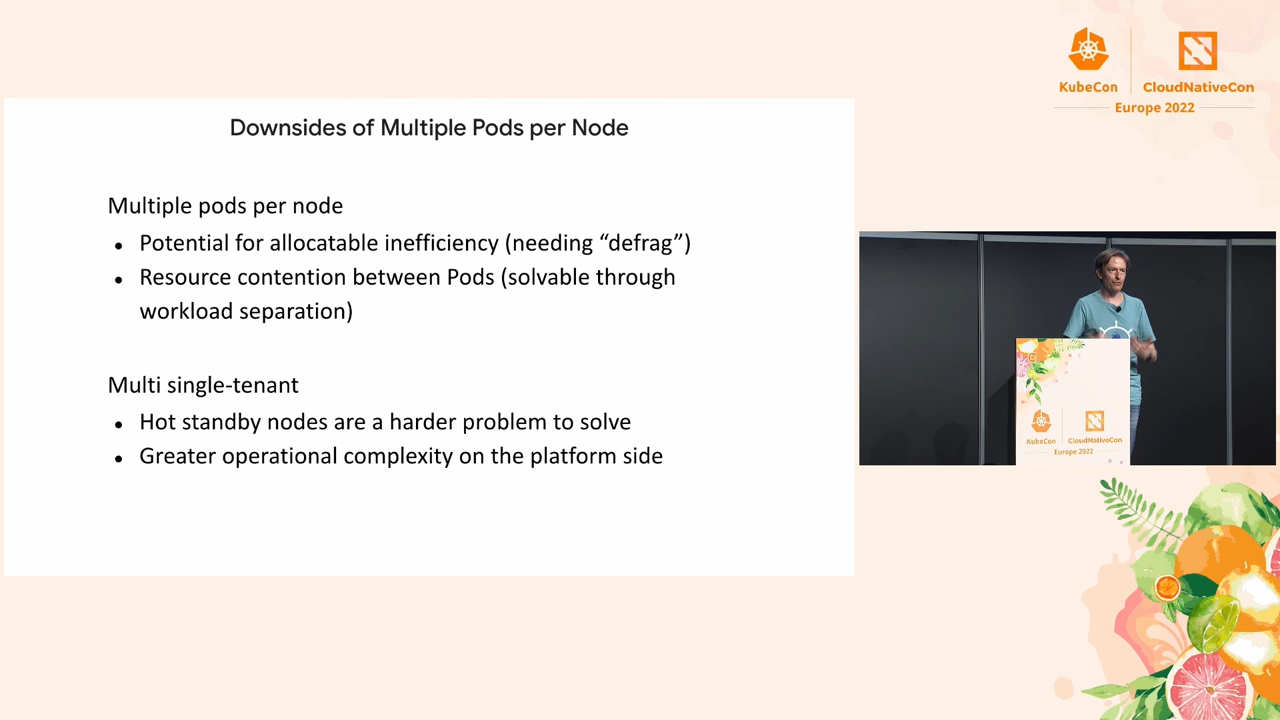 KubeCon
CloudNativeCon
Europe 2022
Downsides of Multiple Pods per Node
Multiple pods per node
• Potential for allocatable inefficiency (needing “defrag”)
• Resource contention between Pods (solvable through
workload separation)
Multi single-tenant
• Hot standby nodes are a harder problem to solve
• Greater operational complexity on the platform side
KubeCon
CloudNativeCon
Europe 2022